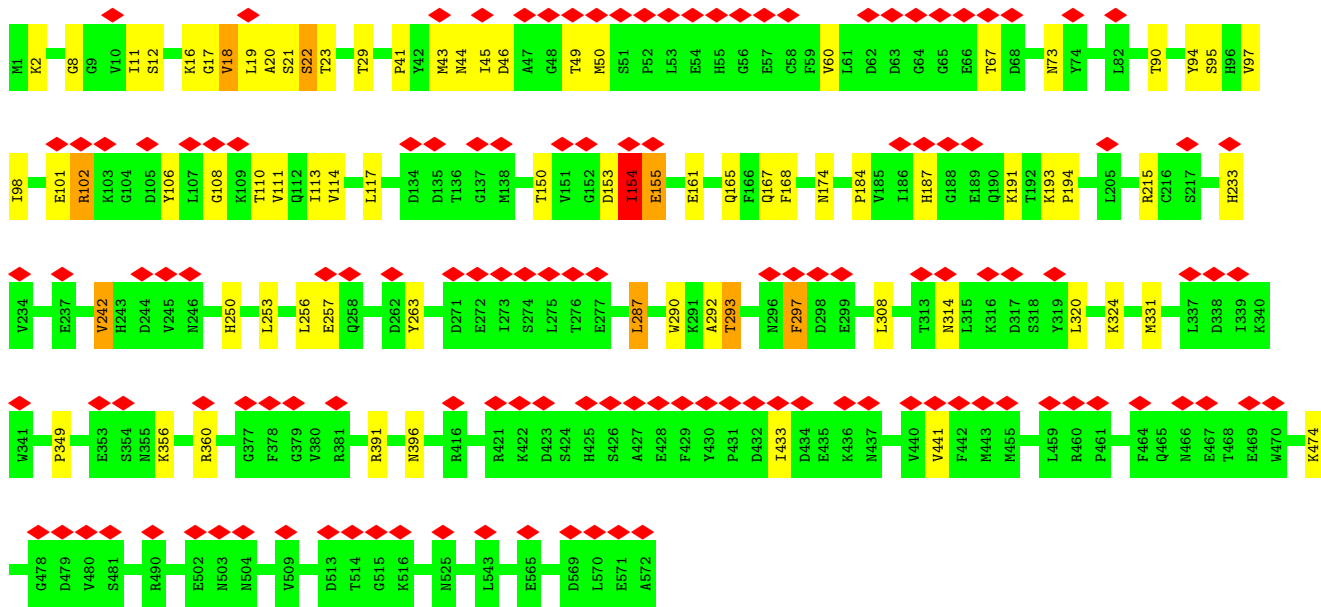 M1 K2 G8 G9 V10 I11 S12 K16 G17 V18 L19 A20 S21 S22 T23 T29 P41 Y42 M43 N44 I45 D46 A47 G48 T49 M50 S51 P52 L53 E54 H55 G56 E57 C58 F59 V60 L61 D62 D63 G64 G65 E66 T67 D68 N73 Y74 L82 T90 Y94 S95 H96 V97
I98 E101 R102 K103 G104 D105 Y106 L107 G108 K109 T110 V111 Q112 I113 V114 L117 D134 D135 T136 G137 M138 T150 V151 G152 D153 I154 E155 E161 Q165 F166 Q167 F168 N174 P184 V185 I186 H187 G188 E189 Q190 K191 T192 K193 P194 L205 R215 C216 S217 H233
V234 E237 V242 H243 D244 V245 N246 H250 L253 L256 E257 Q258 D262 Y263 D271 E272 I273 S274 L275 T276 E277 L287 W290 K291 A292 T293 N296 F297 D298 E299 L308 T313 N314 L315 K316 D317 S318 Y319 L320 K324 M331 L337 D338 I339 K340
W341 P349 E353 S354 N355 K356 R360 G377 F378 G379 V380 R381 R391 N396 R416 R421 K422 D423 S424 H425 S426 A427 E428 F429 Y430 P431 D432 I433 D434 E435 K436 N437 V440 V441 F442 M443 M455 L459 R460 P461 F464 Q465 N466 E467 T468 E469 W470 K474
G478 D479 V480 S481 R490 E502 N503 N504 V509 D513 T514 G515 K516 N525 L543 E565 D569 L570 E571 A572